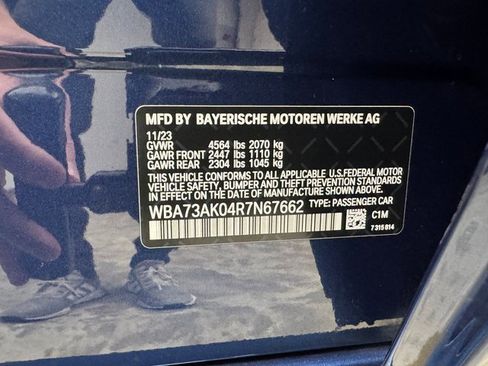 MFD BY BAYERISCHE MOTOREN WERKE AG
11/23
GVWR 4564 lbs 2070 kg
GAWR FRONT 2447 lbs 1110 kg
GAWR REAR 2304 lbs 1045 kg
THIS VEHICLE CONFORMS TO ALL APPLICABLE U.S. FEDERAL MOTOR
VEHICLE SAFETY, BUMPER, AND THEFT PREVENTION STANDARDS
IN EFFECT ON THE DATE OF MANUFACTURE SHOWN ABOVE.
WBA73AK04R7N67662 TYPE: PASSENGER CAR
C1M
7 315 814